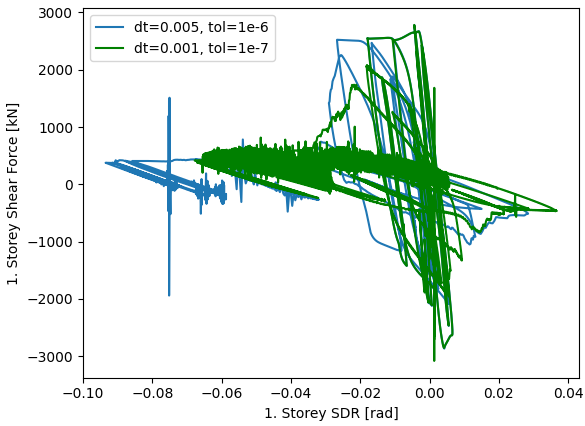 dt=0.005, tol=1e-6
dt=0.001, tol=1e-7
3000
2000
1000
0
−1000
−2000
−3000
1. Storey Shear Force [kN]
−0.10 −0.08 −0.06 −0.04 −0.02 0.00 0.02 0.04
1. Storey SDR [rad]